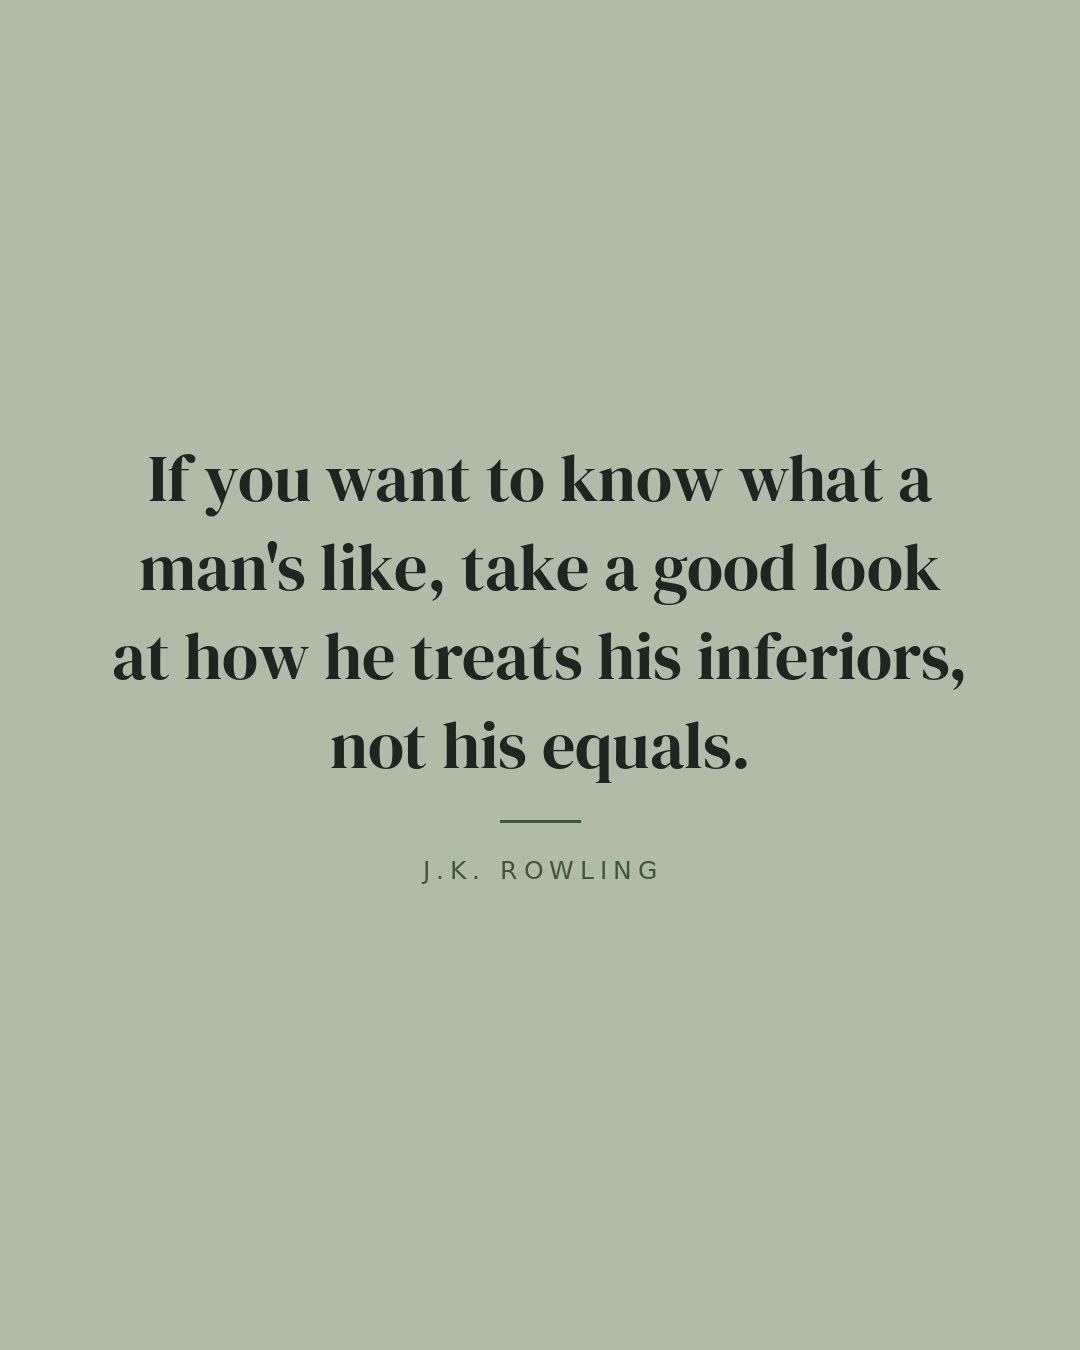 If you want to know what a
man's like, take a good look
at how he treats his inferiors,
not his equals.
J.K. ROWLING